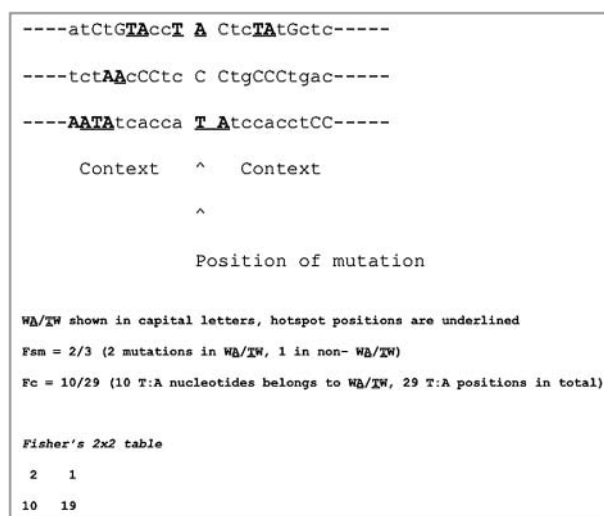 ----atCtGTAccT A CtcTAtGctc-----
----tctAAcCCtc C CtgCCCtgac-----
----AATAtcacca T Atccacct​CC-----
Context ^ Context
^
Position of mutation
WA/TW shown in capital letters, hotspot positions are underlined
Fsm = 2/3 (2 mutations in WA/TW, 1 in non- WA/TW)
Fc = 10/29 (10 T:A nucleotides belongs to WA/TW, 29 T:A positions in total)
Fisher's 2x2 table
2 1
10 19